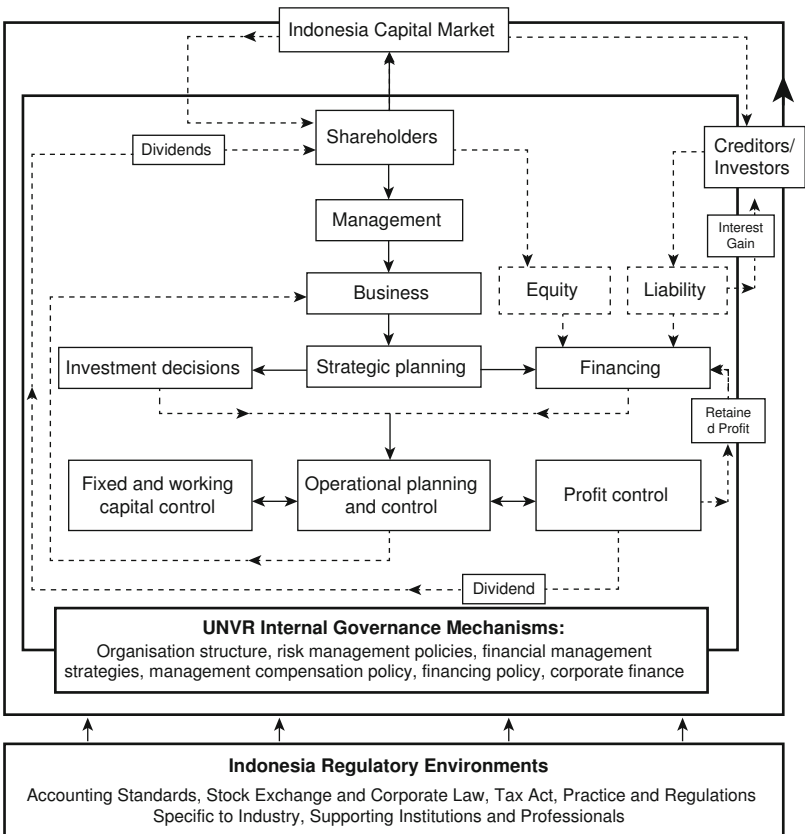 Indonesia Capital Market
Shareholders
Dividends
Creditors/
Investors
Management
Interest
Gain
Business
Equity
Liability
Investment decisions
Strategic planning
Financing
Retaine
d Profit
Fixed and working
capital control
Operational planning
and control
Profit control
Dividend
UNVR Internal Governance Mechanisms:
Organisation structure, risk management policies, financial management
strategies, management compensation policy, financing policy, corporate finance
Indonesia Regulatory Environments
Accounting Standards, Stock Exchange and Corporate Law, Tax Act, Practice and Regulations
Specific to Industry, Supporting Institutions and Professionals